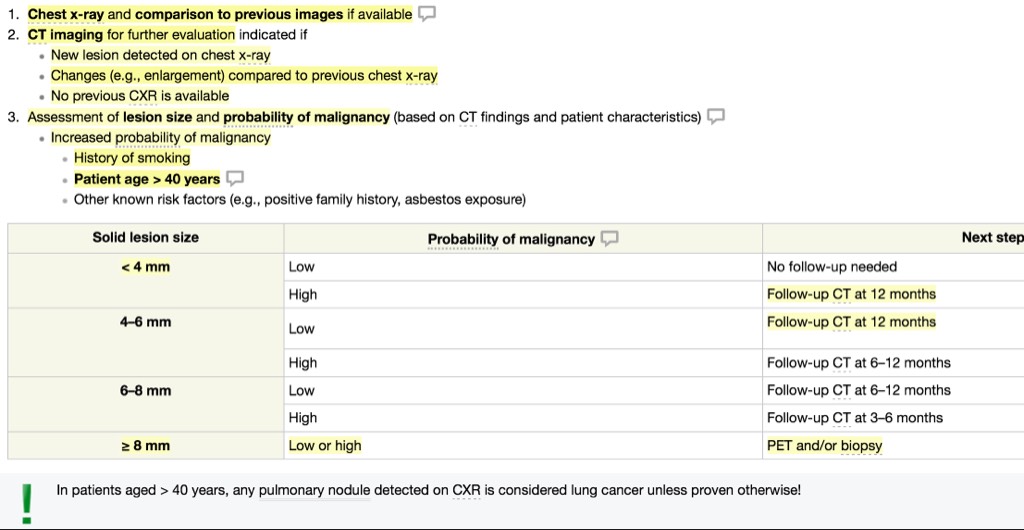 1. Chest x-ray and comparison to previous images if available
2. CT imaging for further evaluation indicated if
• New lesion detected on chest x-ray
• Changes (e.g., enlargement) compared to previous chest x-ray
• No previous CXR is available
3. Assessment of lesion size and probability of malignancy (based on CT findings and patient characteristics)
• Increased probability of malignancy
• History of smoking
• Patient age > 40 years
• Other known risk factors (e.g., positive family history, asbestos exposure)
Solid lesion size Probability of malignancy Next step
< 4 mm Low No follow-up needed
High Follow-up CT at 12 months
4–6 mm Low Follow-up CT at 12 months
High Follow-up CT at 6–12 months
6–8 mm Low Follow-up CT at 6–12 months
High Follow-up CT at 3–6 months
≥ 8 mm Low or high PET and/or biopsy
! In patients aged > 40 years, any pulmonary nodule detected on CXR is considered lung cancer unless proven otherwise!